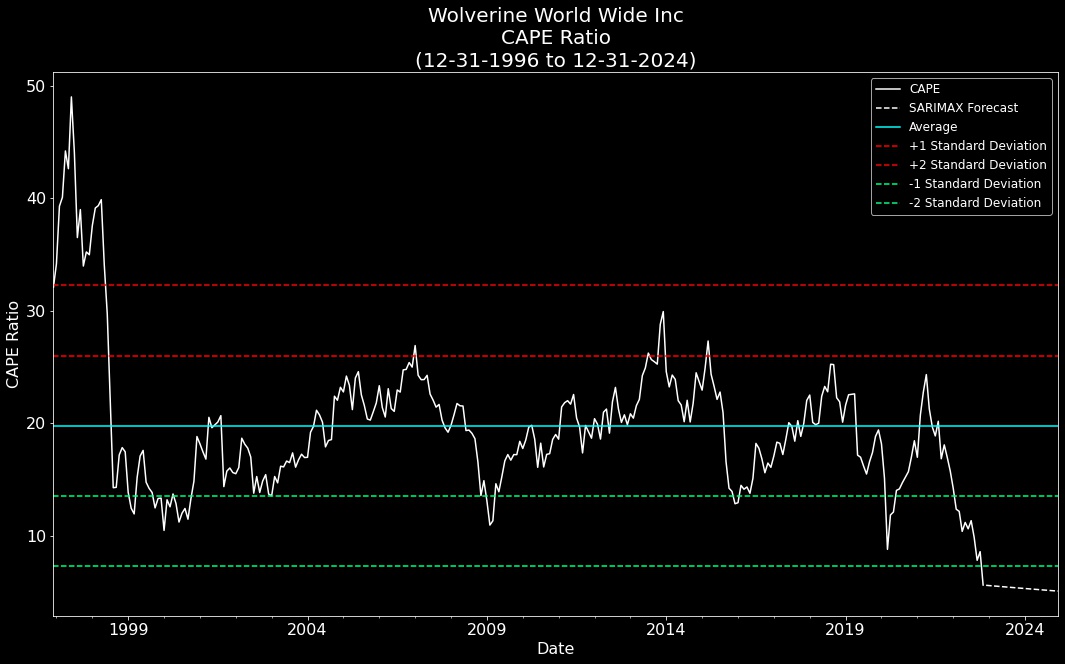 Wolverine World Wide Inc
CAPE Ratio
(12-31-1996 to 12-31-2024)
CAPE
SARIMAX Forecast
Average
+1 Standard Deviation
+2 Standard Deviation
-1 Standard Deviation
-2 Standard Deviation
50
40
30
20
10
CAPE Ratio
1999
2004
2009
2014
2019
2024
Date